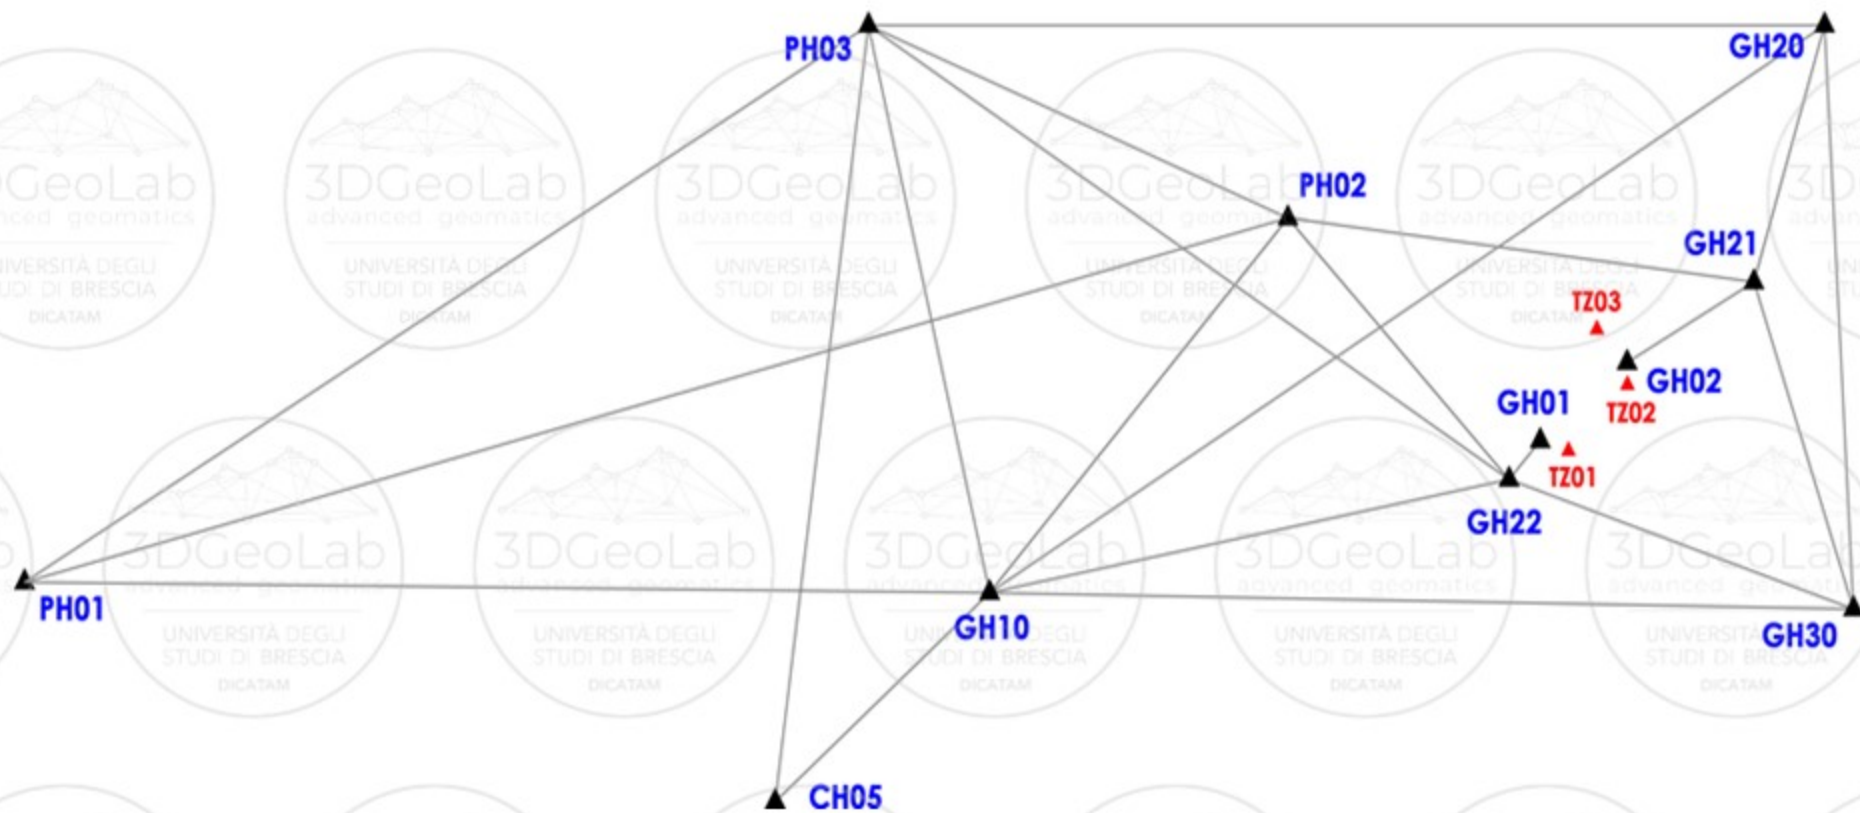 PH03
GH20
PH02
GH21
TZ03
GH02
TZ02
GH01
TZ01
GH22
PH01
GH10
GH30
CH05
3DGeoLab
advanced geomatics
UNIVERSITÀ DEGLI
STUDI DI BRESCIA
DICATAM